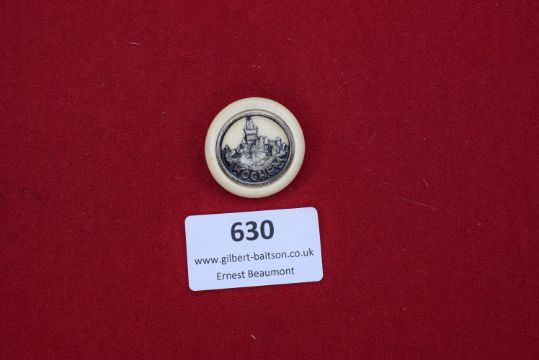 630
www.gilbert-baitson.co.uk
Ernest Beaumont